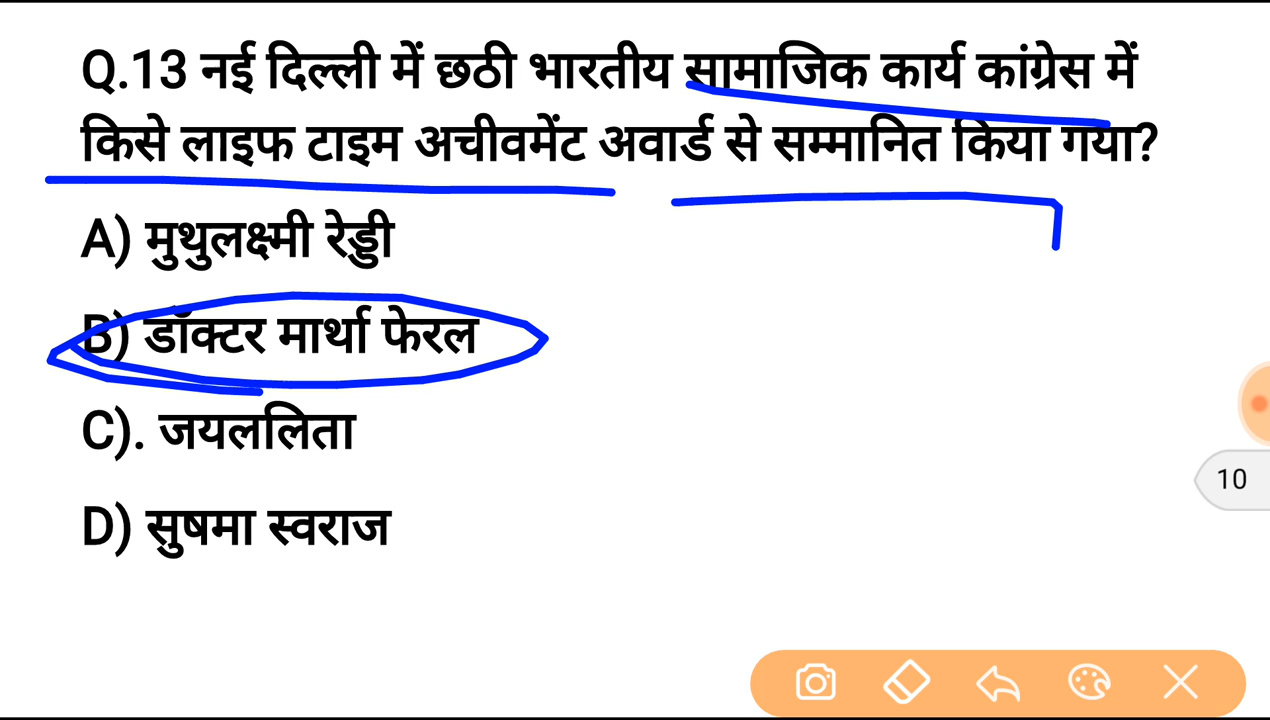 Q.13 नई दिल्ली में छठी भारतीय सामाजिक कार्य कांग्रेस में
किसे लाइफ टाइम अचीवमेंट अवार्ड से सम्मानित किया गया?
A) मुथुलक्ष्मी रेड्डी
B) डॉक्टर मार्था फेरल
C). जयललिता
10
D) सुषमा स्वराज